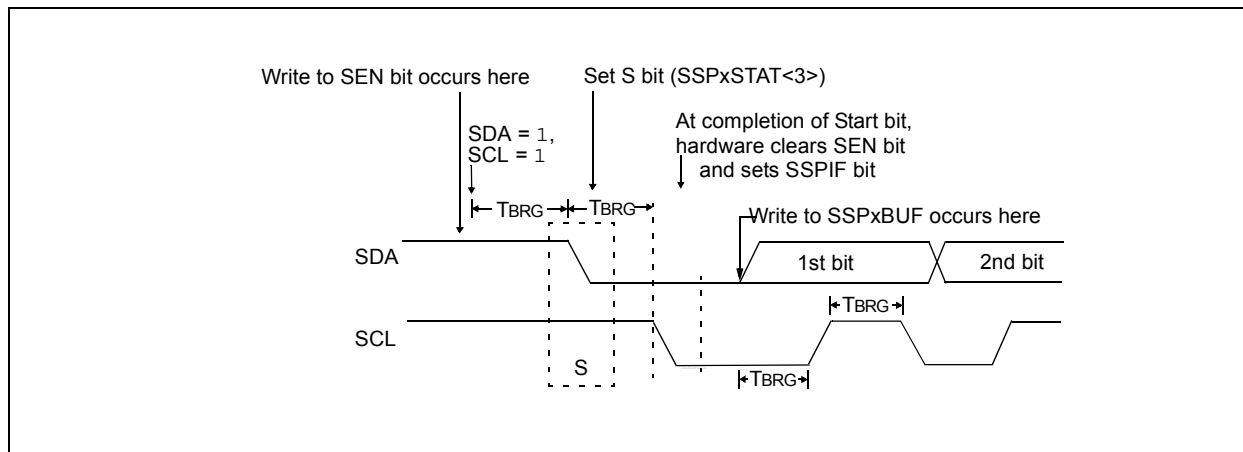 Write to SEN bit occurs here
Set S bit (SSPxSTAT<3>)
SDA = 1,
SCL = 1
At completion of Start bit,
hardware clears SEN bit
and sets SSPIF bit
TBRG
TBRG
Write to SSPxBUF occurs here
SDA
1st bit
2nd bit
TBRG
SCL
S
TBRG